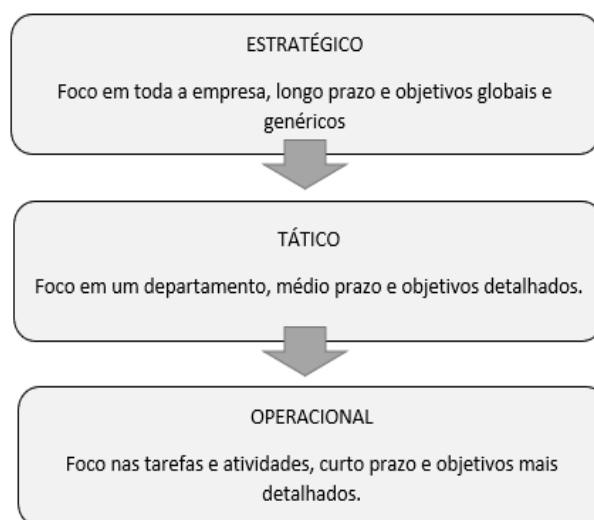 ESTRATÉGICO
Foco em toda a empresa, longo prazo e objetivos globais e
genéricos
TÁTICO
Foco em um departamento, médio prazo e objetivos detalhados.
OPERACIONAL
Foco nas tarefas e atividades, curto prazo e objetivos mais
detalhados.